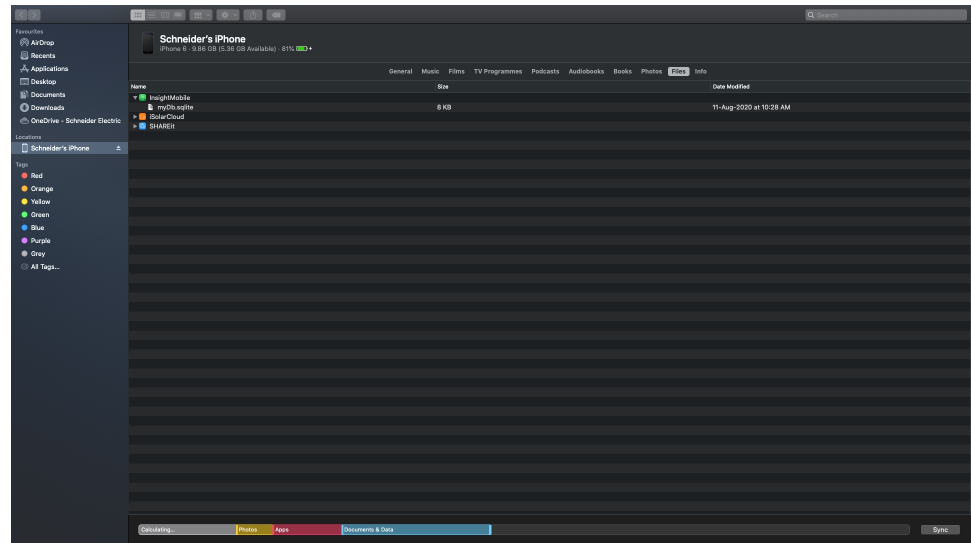 Search
Favourites
AirDrop
Recents
Applications
Desktop
Documents
Downloads
OneDrive - Schneider Electric
Locations
Schneider's iPhone
Tags
Red
Orange
Yellow
Green
Blue
Purple
Grey
All Tags...
Schneider's iPhone
iPhone 6 · 9.86 GB (5.36 GB Available) · 81%
General Music Films TV Programmes Podcasts Audiobooks Books Photos Files Info
Name Size Date Modified
InsightMobile
myDb.sqlite 8 KB 11-Aug-2020 at 10:28 AM
iSolarCloud
SHAREit
Calculating... Photos Apps Documents & Data Sync